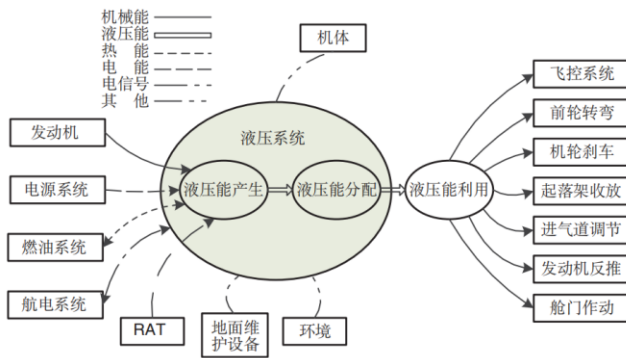 机械能
液压能
热 能
电 能
电信号
其 他
机体
发动机
电源系统
燃油系统
航电系统
液压系统
液压能产生
液压能分配
液压能利用
RAT
地面维
护设备
环境
飞控系统
前轮转弯
机轮刹车
起落架收放
进气道调节
发动机反推
舱门作动